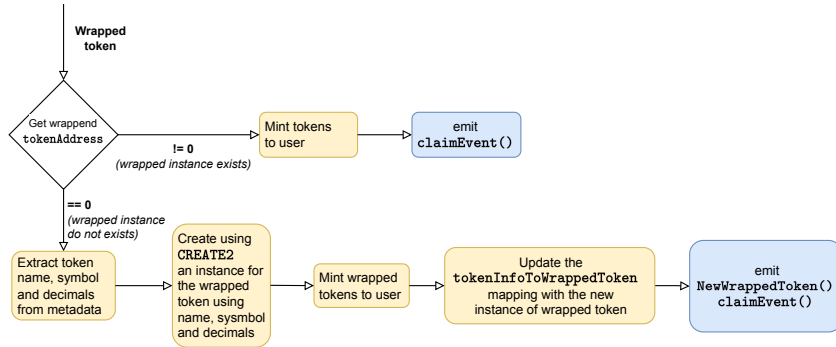 Wrapped
token
Get wrappend
tokenAddress
!= 0
(wrapped instance exists)
Mint tokens
to user
emit
claimEvent()
== 0
(wrapped instance
do not exists)
Extract token
name, symbol
and decimals
from metadata
Create using
CREATE2
an instance for
the wrapped
token using
name, sysmbol
and decimals
Mint wrapped
tokens to user
Update the
tokenInfoToWrappedToken
mapping with the new
instance of wrapped token
emit
NewWrappedToken()
claimEvent()